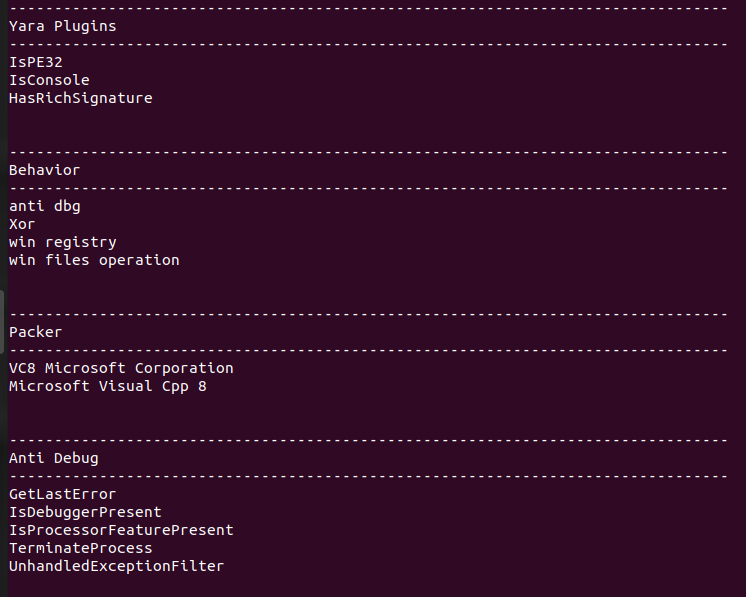 --------------------------------------------------------------------------------
Yara Plugins
--------------------------------------------------------------------------------
IsPE32
IsConsole
HasRichSignature
--------------------------------------------------------------------------------
Behavior
--------------------------------------------------------------------------------
anti dbg
Xor
win registry
win files operation
--------------------------------------------------------------------------------
Packer
--------------------------------------------------------------------------------
VC8 Microsoft Corporation
Microsoft Visual Cpp 8
--------------------------------------------------------------------------------
Anti Debug
--------------------------------------------------------------------------------
GetLastError
IsDebuggerPresent
IsProcessorFeaturePresent
TerminateProcess
UnhandledExceptionFilter